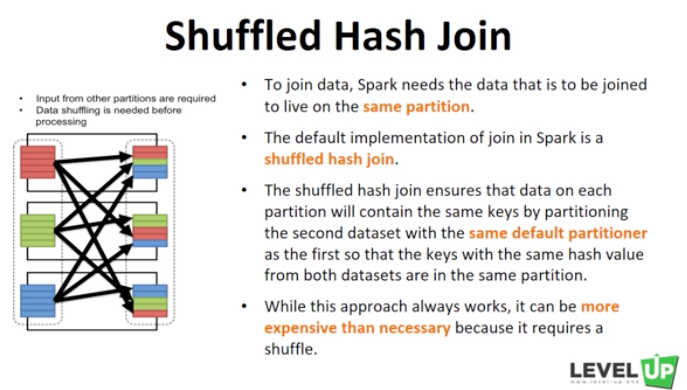 Shuffled Hash Join
• Input from other partitions are required
• Data shuffling is needed before
processing
• To join data, Spark needs the data that is to be joined
to live on the same partition.
• The default implementation of join in Spark is a
shuffled hash join.
• The shuffled hash join ensures that data on each
partition will contain the same keys by partitioning
the second dataset with the same default partitioner
as the first so that the keys with the same hash value
from both datasets are in the same partition.
• While this approach always works, it can be more
expensive than necessary because it requires a
shuffle.
LEVEL UP
www.level-up.one